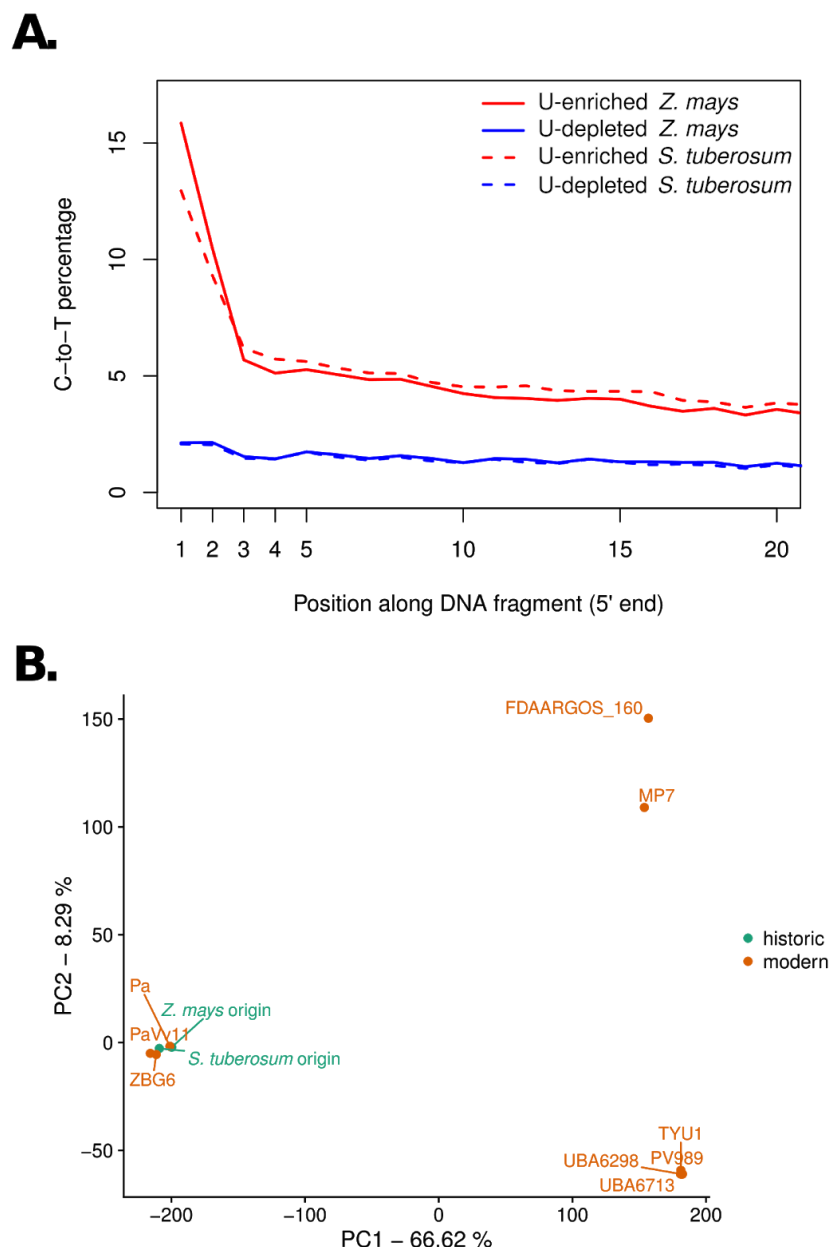 A.
U-enriched Z. mays
U-depleted Z. mays
U-enriched S. tuberosum
U-depleted S. tuberosum
C−to−T percentage
15
10
5
0
1 2 3 4 5 10 15 20
Position along DNA fragment (5' end)
B.
FDAARGOS_160
MP7
historic
modern
Pa
Z. mays origin
PaVv11
S. tuberosum origin
ZBG6
TYU1
UBA6298 PV989
UBA6713
PC2 − 8.29 %
150
100
50
0
−50
−200 −100 0 100 200
PC1 − 66.62 %